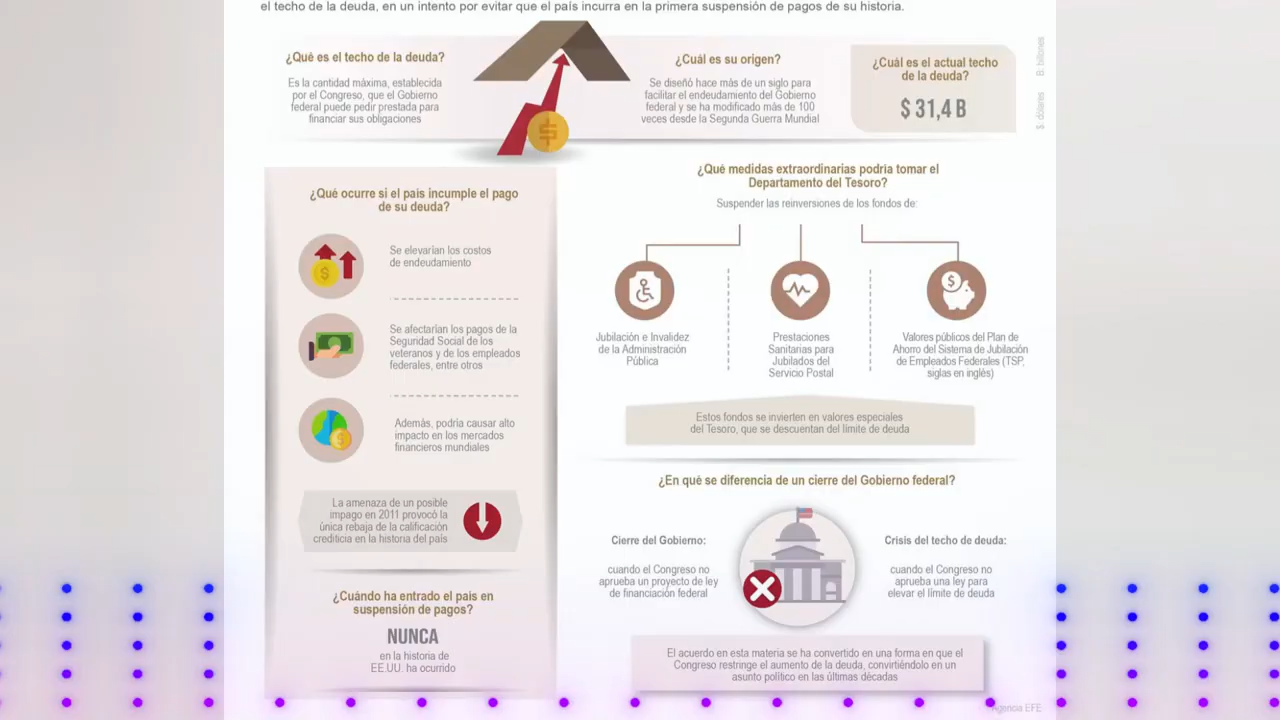 el techo de la deuda, en un intento por evitar que el país incurra en la primera suspensión de pagos de su historia.
¿Qué es el techo de la deuda?
Es la cantidad máxima, establecida
por el Congreso, que el Gobierno
federal puede pedir prestada para
financiar sus obligaciones
¿Cuál es su origen?
Se diseñó hace más de un siglo para
facilitar el endeudamiento del Gobierno
federal y se ha modificado más de 100
veces desde la Segunda Guerra Mundial
¿Cuál es el actual techo
de la deuda?
$ 31,4 B
$: dólares B: billones
¿Qué ocurre si el país incumple el pago
de su deuda?
Se elevarían los costos
de endeudamiento
Se afectarían los pagos de la
Seguridad Social de los
veteranos y de los empleados
federales, entre otros
Además, podría causar alto
impacto en los mercados
financieros mundiales
La amenaza de un posible
impago en 2011 provocó la
única rebaja de la calificación
crediticia en la historia del país
¿Cuándo ha entrado el país en
suspensión de pagos?
NUNCA
en la historia de
EE.UU. ha ocurrido
¿Qué medidas extraordinarias podría tomar el
Departamento del Tesoro?
Suspender las reinversiones de los fondos de:
Jubilación e Invalidez
de la Administración
Pública
Prestaciones
Sanitarias para
Jubilados del
Servicio Postal
Valores públicos del Plan de
Ahorro del Sistema de Jubilación
de Empleados Federales (TSP,
siglas en inglés)
Estos fondos se invierten en valores especiales
del Tesoro, que se descuentan del límite de deuda
¿En qué se diferencia de un cierre del Gobierno federal?
Cierre del Gobierno:
cuando el Congreso no
aprueba un proyecto de ley
de financiación federal
Crisis del techo de deuda:
cuando el Congreso no
aprueba una ley para
elevar el límite de deuda
El acuerdo en esta materia se ha convertido en una forma en que el
Congreso restringe el aumento de la deuda, convirtiéndolo en un
asunto político en las últimas décadas
Agencia EFE